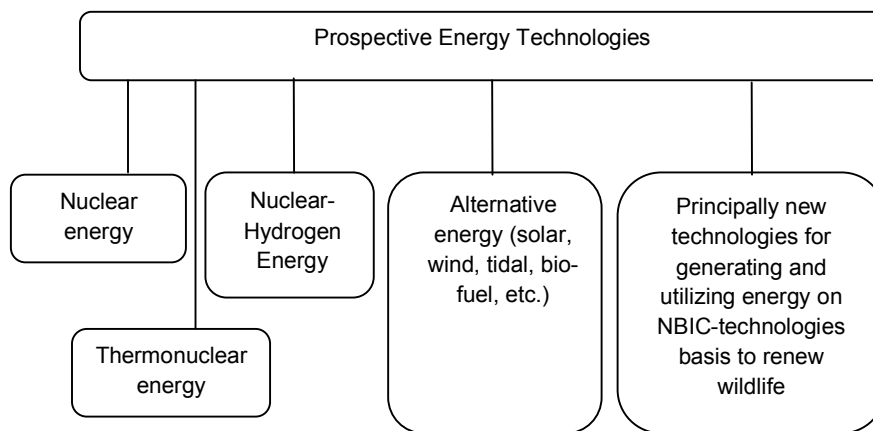 Prospective Energy Technologies
Nuclear
energy
Thermonuclear
energy
Nuclear-
Hydrogen
Energy
Alternative
energy (solar,
wind, tidal, bio-
fuel, etc.)
Principally new
technologies for
generating and
utilizing energy on
NBIC-technologies
basis to renew
wildlife